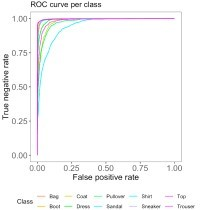 ROC curve per class
True negative rate
1.00
0.75
0.50
0.25
0.00
0.00 0.25 0.50 0.75 1.00
False positive rate
Class
Bag Coat Pullover Shirt Top
Boot Dress Sandal Sneaker Trouser